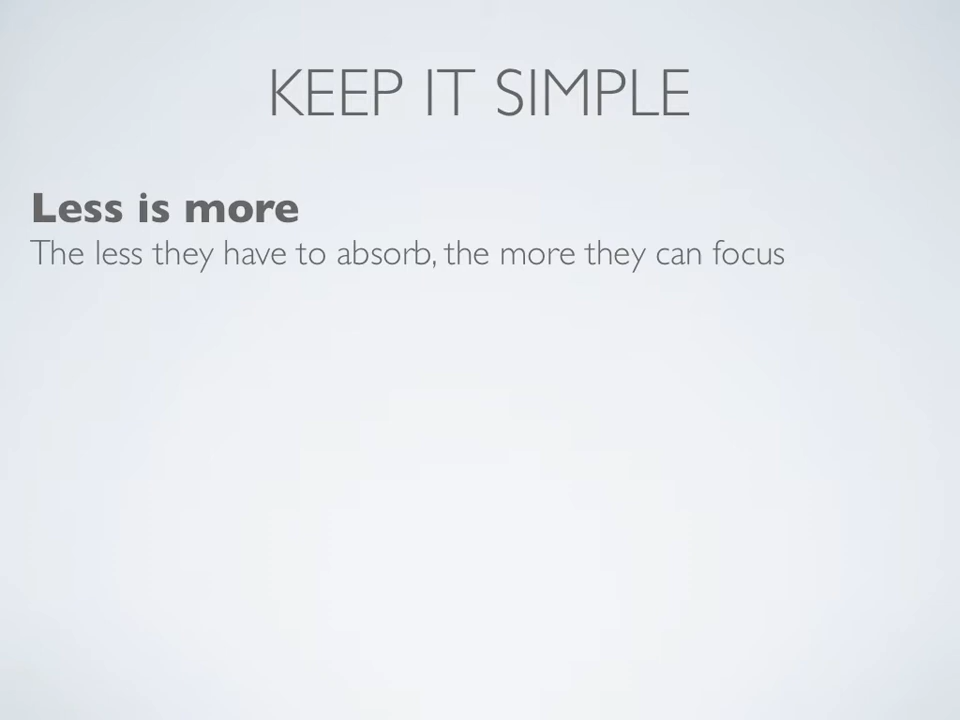 KEEP IT SIMPLE
Less is more
The less they have to absorb, the more they can focus